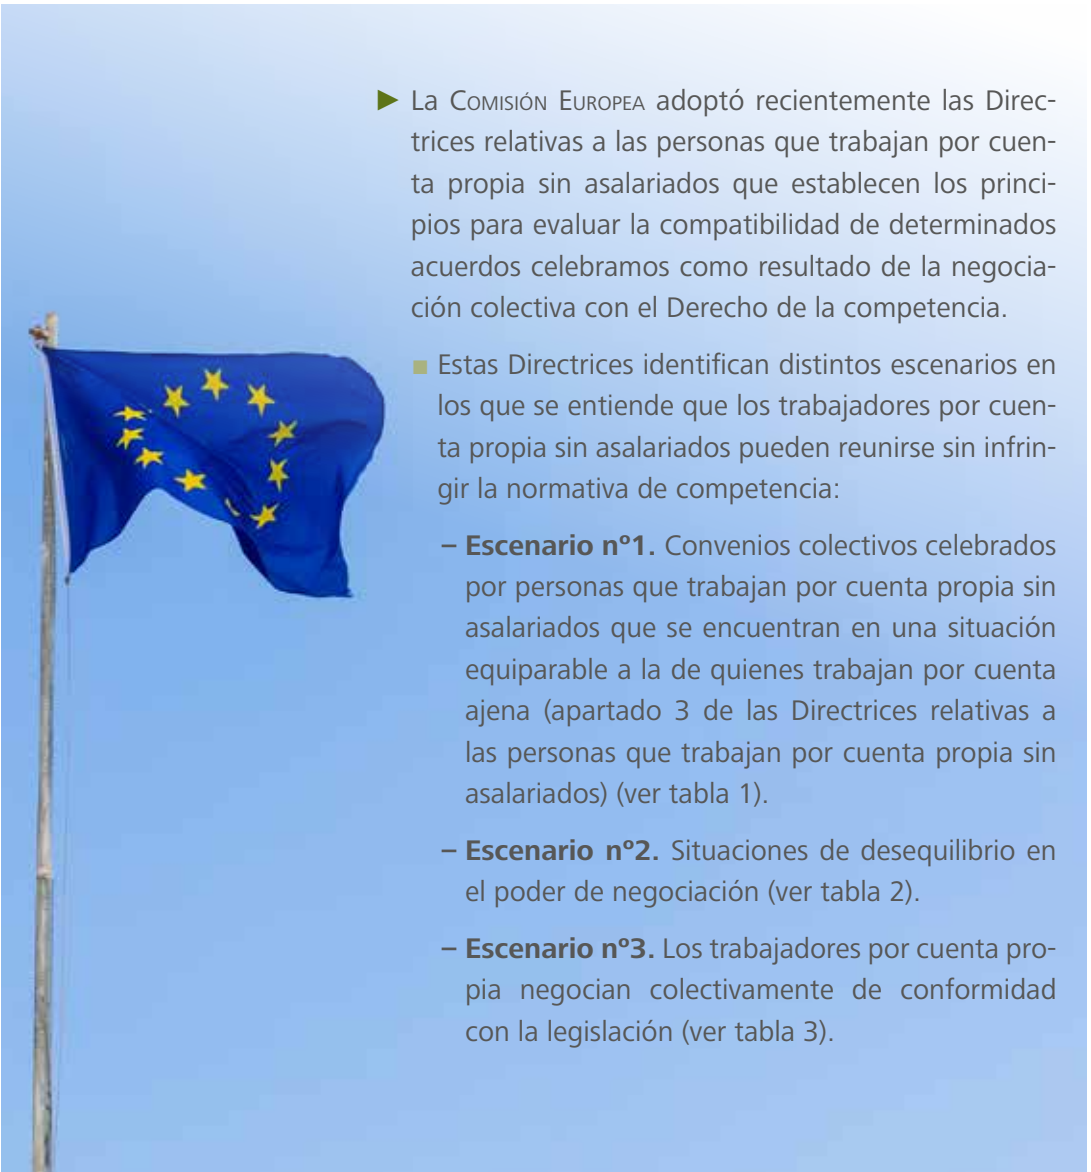 ► La Comisión Europea adoptó recientemente las Direc-
trices relativas a las personas que trabajan por cuen-
ta propia sin asalariados que establecen los princi-
pios para evaluar la compatibilidad de determinados
acuerdos celebramos como resultado de la negocia-
ción colectiva con el Derecho de la competencia.
■ Estas Directrices identifican distintos escenarios en
los que se entiende que los trabajadores por cuen-
ta propia sin asalariados pueden reunirse sin infrin-
gir la normativa de competencia:
– Escenario nº1. Convenios colectivos celebrados
por personas que trabajan por cuenta propia sin
asalariados que se encuentran en una situación
equiparable a la de quienes trabajan por cuenta
ajena (apartado 3 de las Directrices relativas a
las personas que trabajan por cuenta propia sin
asalariados) (ver tabla 1).
– Escenario nº2. Situaciones de desequilibrio en
el poder de negociación (ver tabla 2).
– Escenario nº3. Los trabajadores por cuenta pro-
pia negocian colectivamente de conformidad
con la legislación (ver tabla 3).